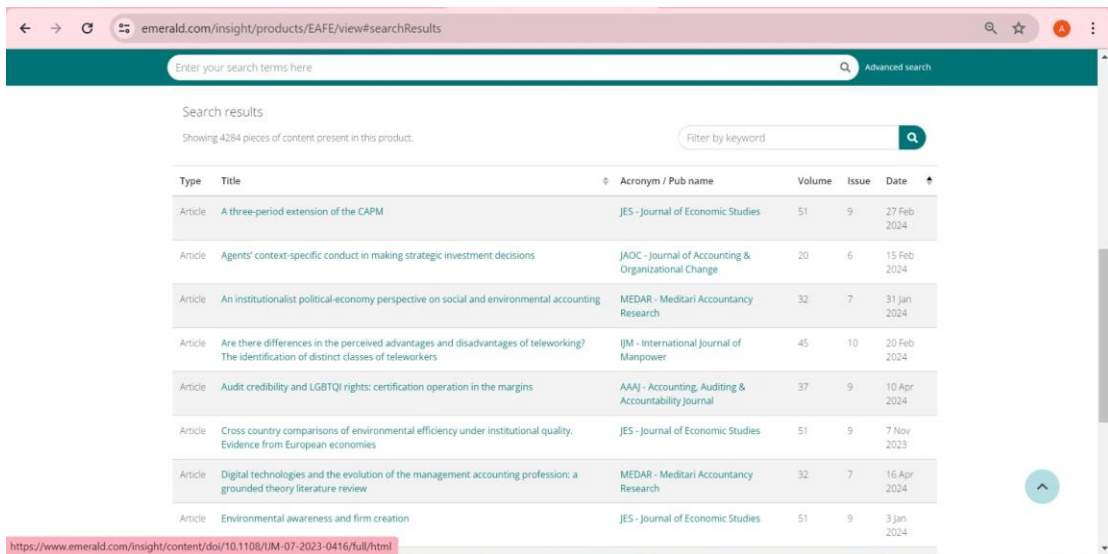 emerald.com/insight/products/EAFE/view#searchResults
A
Enter your search terms here
Advanced search
Search results
Showing 4284 pieces of content present in this product.
Filter by keyword
Type Title Acronym / Pub name Volume Issue Date
Article A three-period extension of the CAPM JES - Journal of Economic Studies 51 9 27 Feb
2024
Article Agents' context-specific conduct in making strategic investment decisions JAOC - Journal of Accounting & 20 6 15 Feb
Organizational Change 2024
Article An institutionalist political-economy perspective on social and environmental accounting MEDAR - Meditari Accountancy 32 7 31 Jan
Research 2024
Article Are there differences in the perceived advantages and disadvantages of teleworking? IJM - International Journal of 45 10 20 Feb
The identification of distinct classes of teleworkers Manpower 2024
Article Audit credibility and LGBTQI rights: certification operation in the margins AAAJ - Accounting, Auditing & 37 9 10 Apr
Accountability Journal 2024
Article Cross country comparisons of environmental efficiency under institutional quality. JES - Journal of Economic Studies 51 9 7 Nov
Evidence from European economies 2023
Article Digital technologies and the evolution of the management accounting profession: a MEDAR - Meditari Accountancy 32 7 16 Apr
grounded theory literature review Research 2024
Article Environmental awareness and firm creation JES - Journal of Economic Studies 51 9 3 Jan
2024
https://www.emerald.com/insight/content/doi/10.1108/IJM-07-2023-0416/full/html